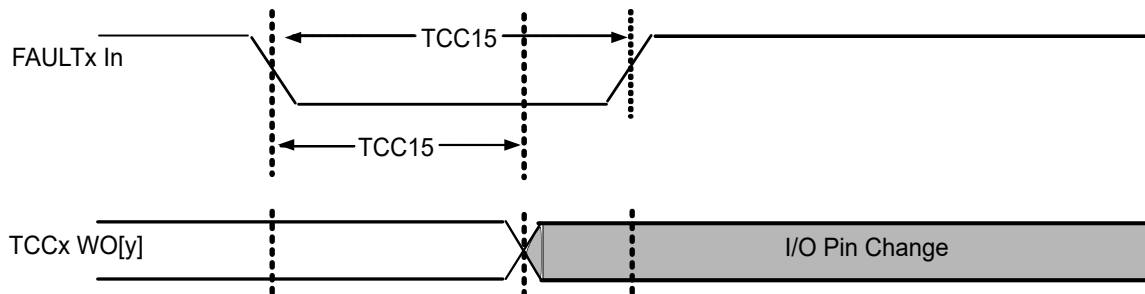 TCC15
FAULTx In
TCC15
TCCx WO[y]
I/O Pin Change